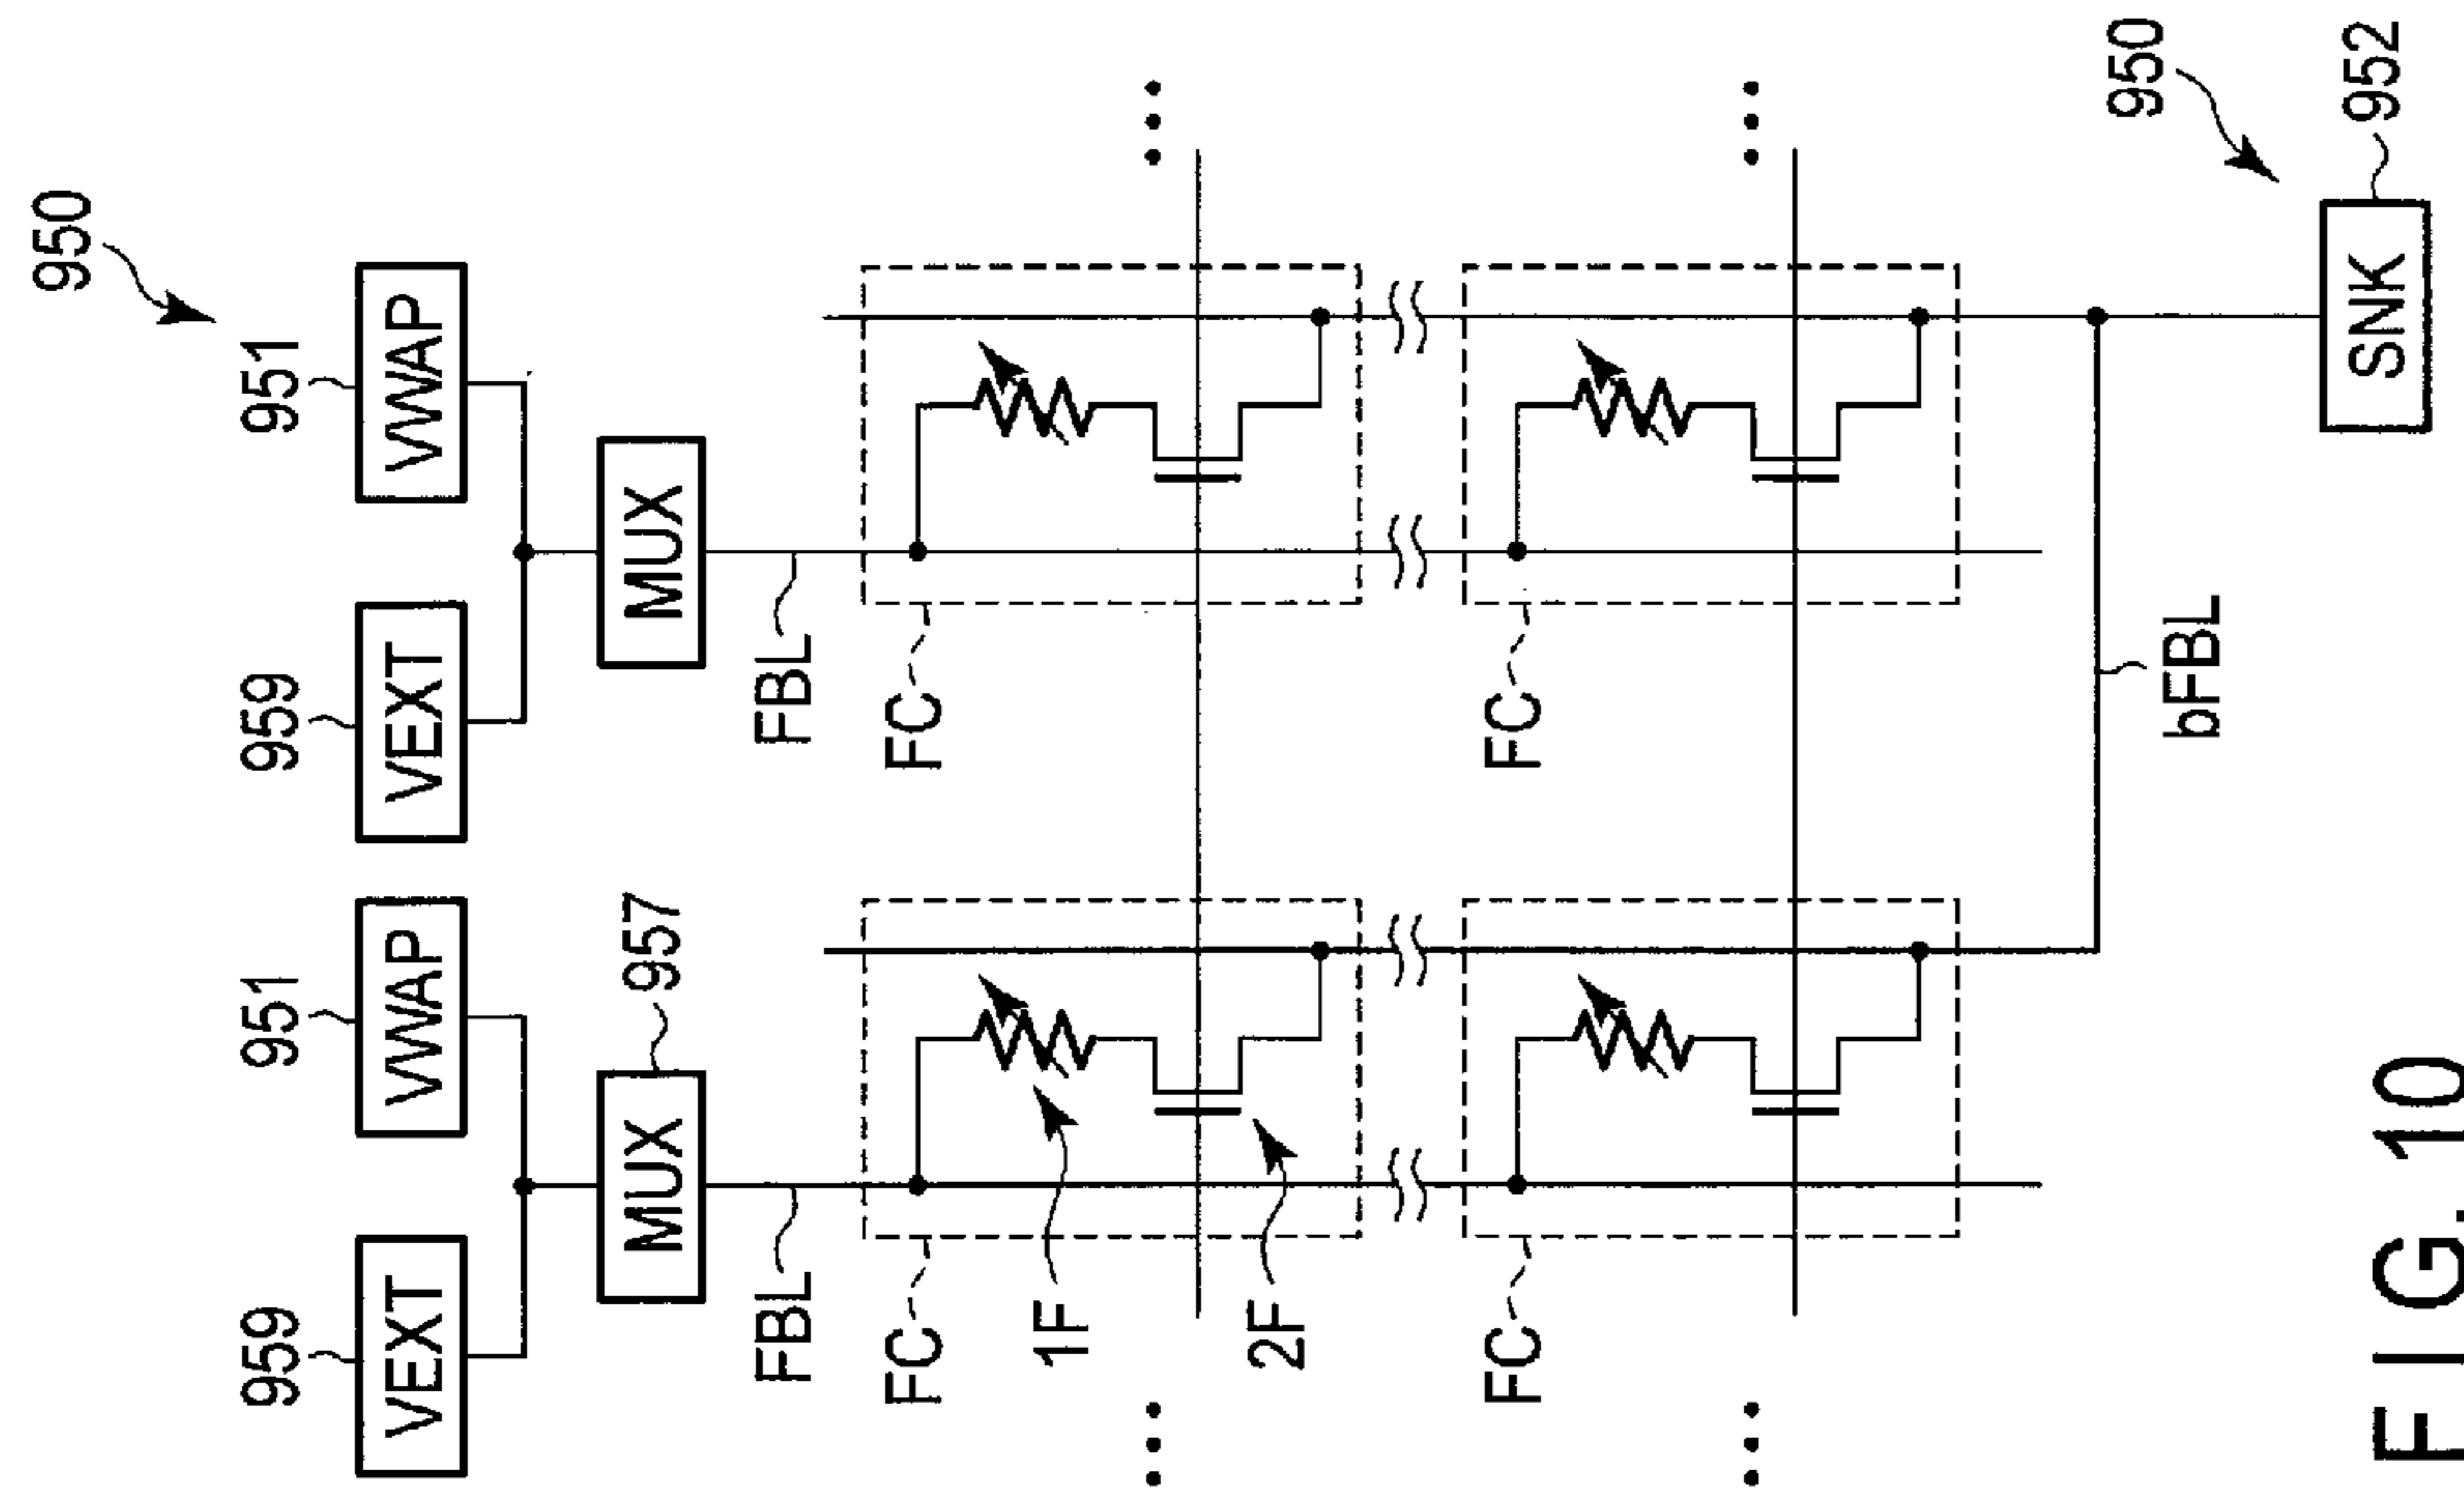 950
959 951 959 951
VEXT VWAP VEXT VWAP
MUX 957 MUX
FBL FBL
FC FC
1F
2F
FC FC
950
bFBL
SNK 952
FIG. 10